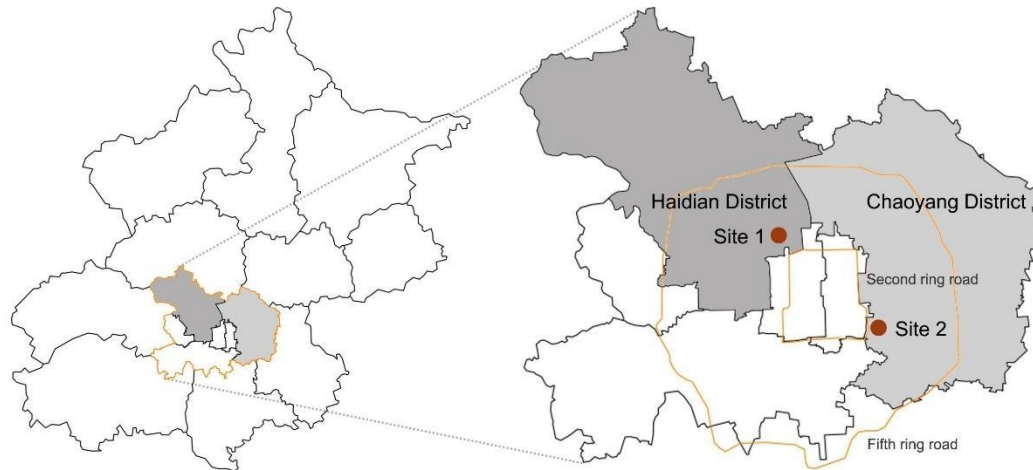 Haidian District
Chaoyang District
Site 1
Second ring road
Site 2
Fifth ring road